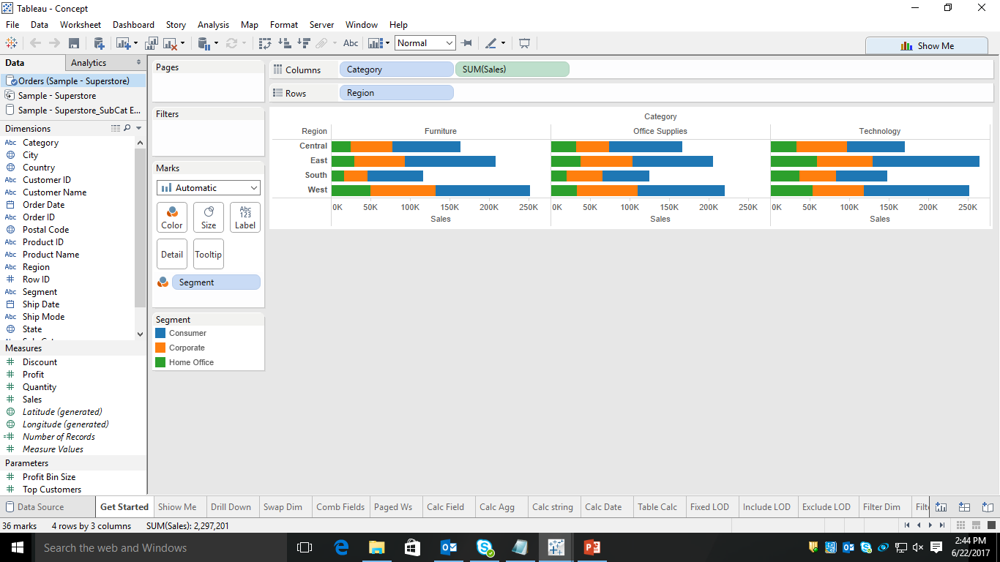 Tableau - Concept
File Data Worksheet Dashboard Story Analysis Map Format Server Window Help
Abc Normal Show Me
Data Analytics
Orders (Sample - Superstore)
Sample - Superstore
Sample - Superstore_SubCat E...
Dimensions
Abc Category
City
Country
Abc Customer ID
Abc Customer Name
Order Date
Abc Order ID
Postal Code
Abc Product ID
Abc Product Name
Abc Region
# Row ID
Abc Segment
Ship Date
Abc Ship Mode
State
Measures
# Discount
# Profit
# Quantity
# Sales
Latitude (generated)
Longitude (generated)
=# Number of Records
# Measure Values
Parameters
# Profit Bin Size
# Top Customers
Pages
Filters
Marks
Automatic
Color Size Abc 123 Label
Detail Tooltip
Segment
Segment
Consumer
Corporate
Home Office
Columns Category SUM(Sales)
Rows Region
Category
Region Furniture Office Supplies Technology
Central
East
South
West
0K 50K 100K 150K 200K 250K 0K 50K 100K 150K 200K 250K 0K 50K 100K 150K 200K 250K
Sales Sales Sales
Data Source Get Started Shiow Me Drill Down Swap Dim Comb Fields Paged Ws Calc Field Calc Agg Calc string Calc Date Table Calc Fixed LOD Include LOD Exclude LOD Filter Dim
36 marks 4 rows by 3 columns SUM(Sales): 2,297,201
Search the web and Windows
2:44 PM
6/22/2017